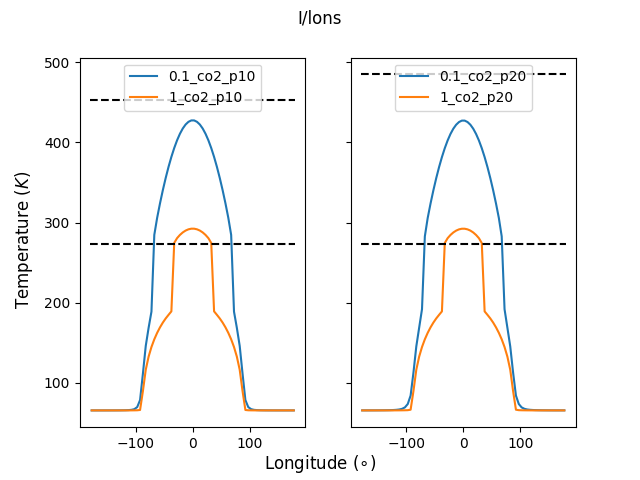 I/lons
0.1_co2_p10
1_co2_p10
0.1_co2_p20
1_co2_p20
500
400
300
200
100
Temperature (K)
−100 0 100
−100 0 100
Longitude (∘)